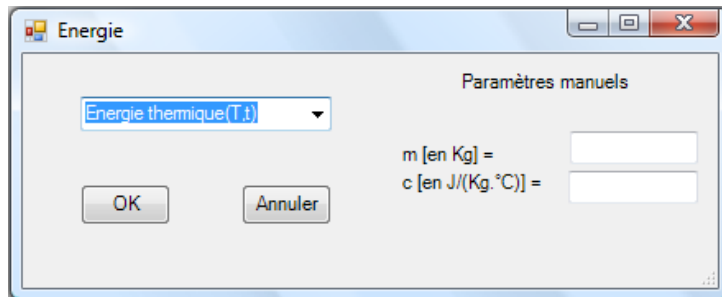 Energie
Paramètres manuels
Energie thermique(T,t)
m [en Kg] =
c [en J/(Kg.°C)] =
OK
Annuler